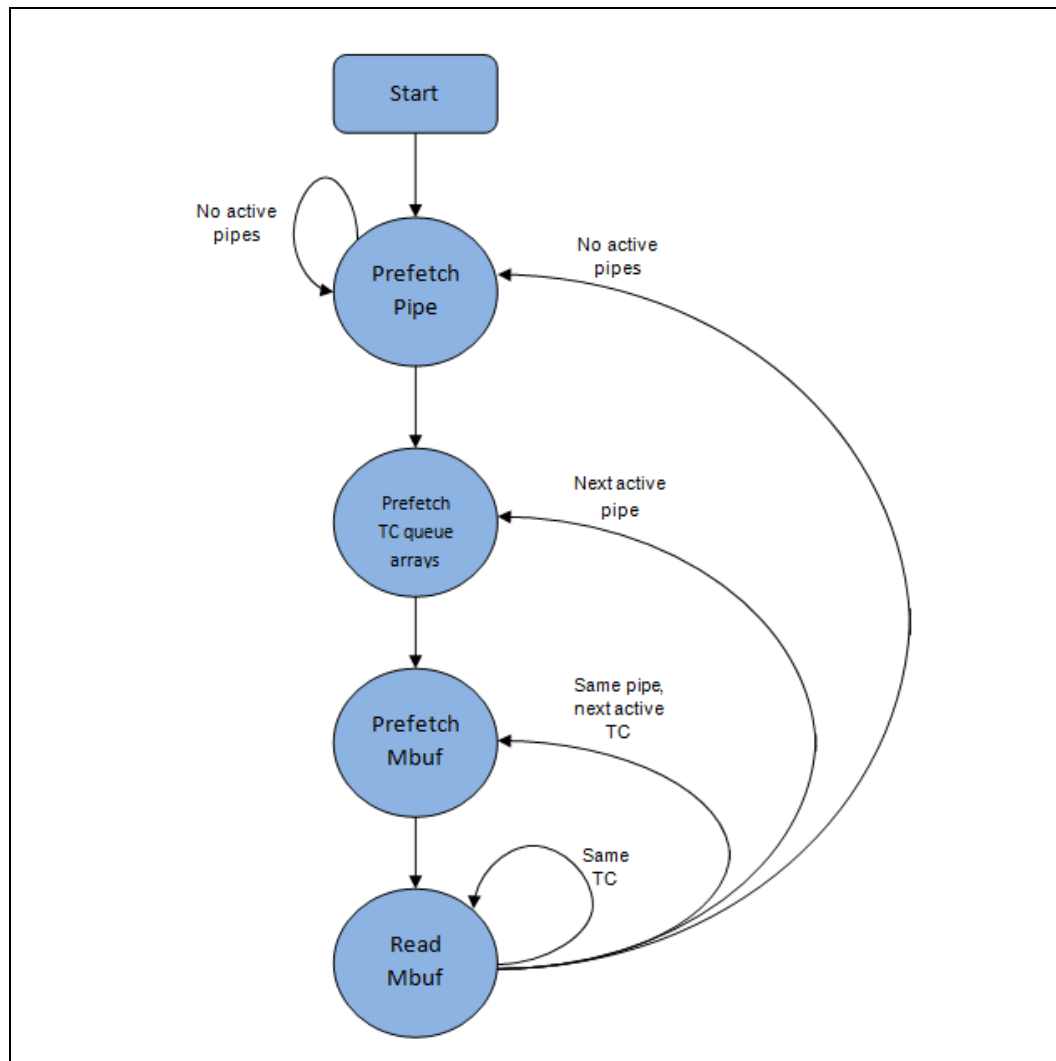 Start
No active
pipes
No active
pipes
Prefetch
Pipe
Next active
pipe
Prefetch
TC queue
arrays
Same pipe,
next active
TC
Prefetch
Mbuf
Same
TC
Read
Mbuf